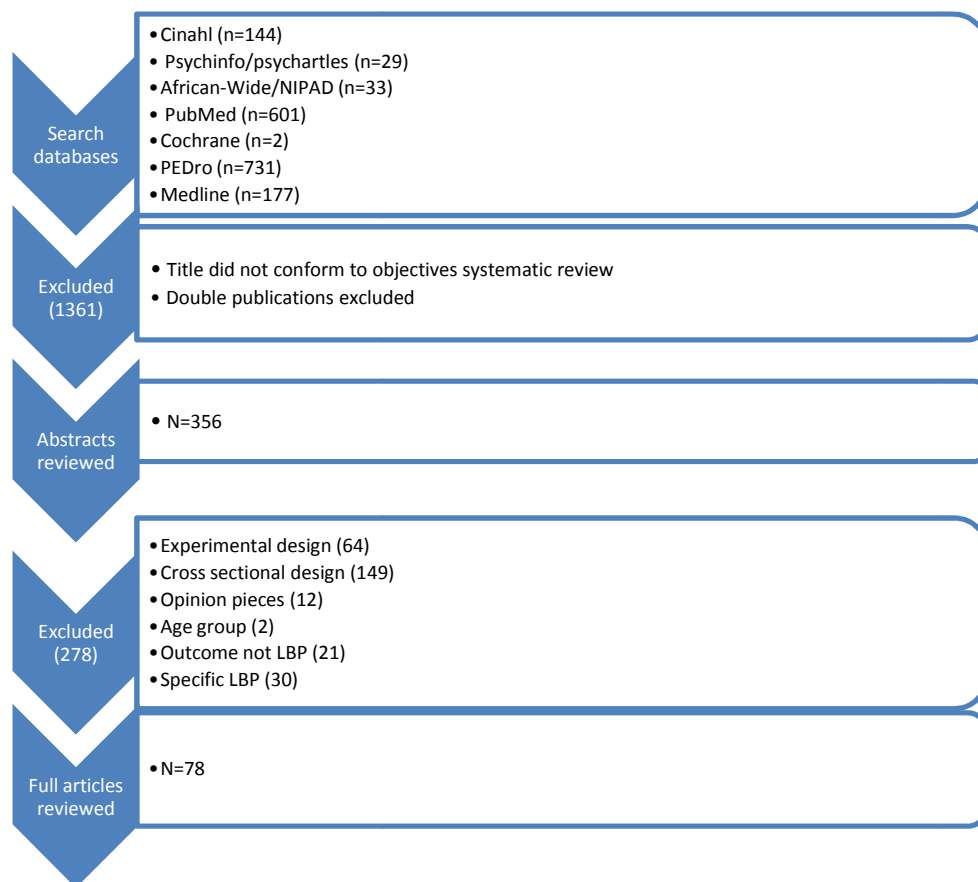 Search
databases
•Cinahl (n=144)
• Psychinfo/psychartles (n=29)
•African-Wide/NIPAD (n=33)
• PubMed (n=601)
•Cochrane (n=2)
•PEDro (n=731)
•Medline (n=177)
Excluded
(1361)
• Title did not conform to objectives systematic review
• Double publications excluded
Abstracts
reviewed
• N=356
Excluded
(278)
•Experimental design (64)
•Cross sectional design (149)
•Opinion pieces (12)
•Age group (2)
•Outcome not LBP (21)
•Specific LBP (30)
Full articles
reviewed
•N=78